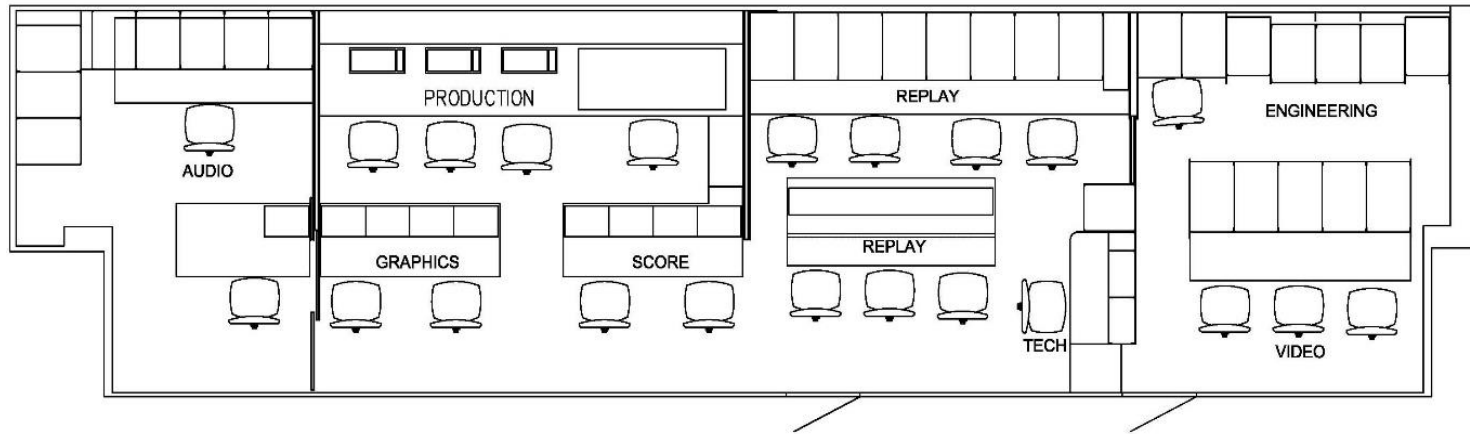 PRODUCTION
REPLAY
ENGINEERING
AUDIO
GRAPHICS
SCORE
REPLAY
TECH
VIDEO